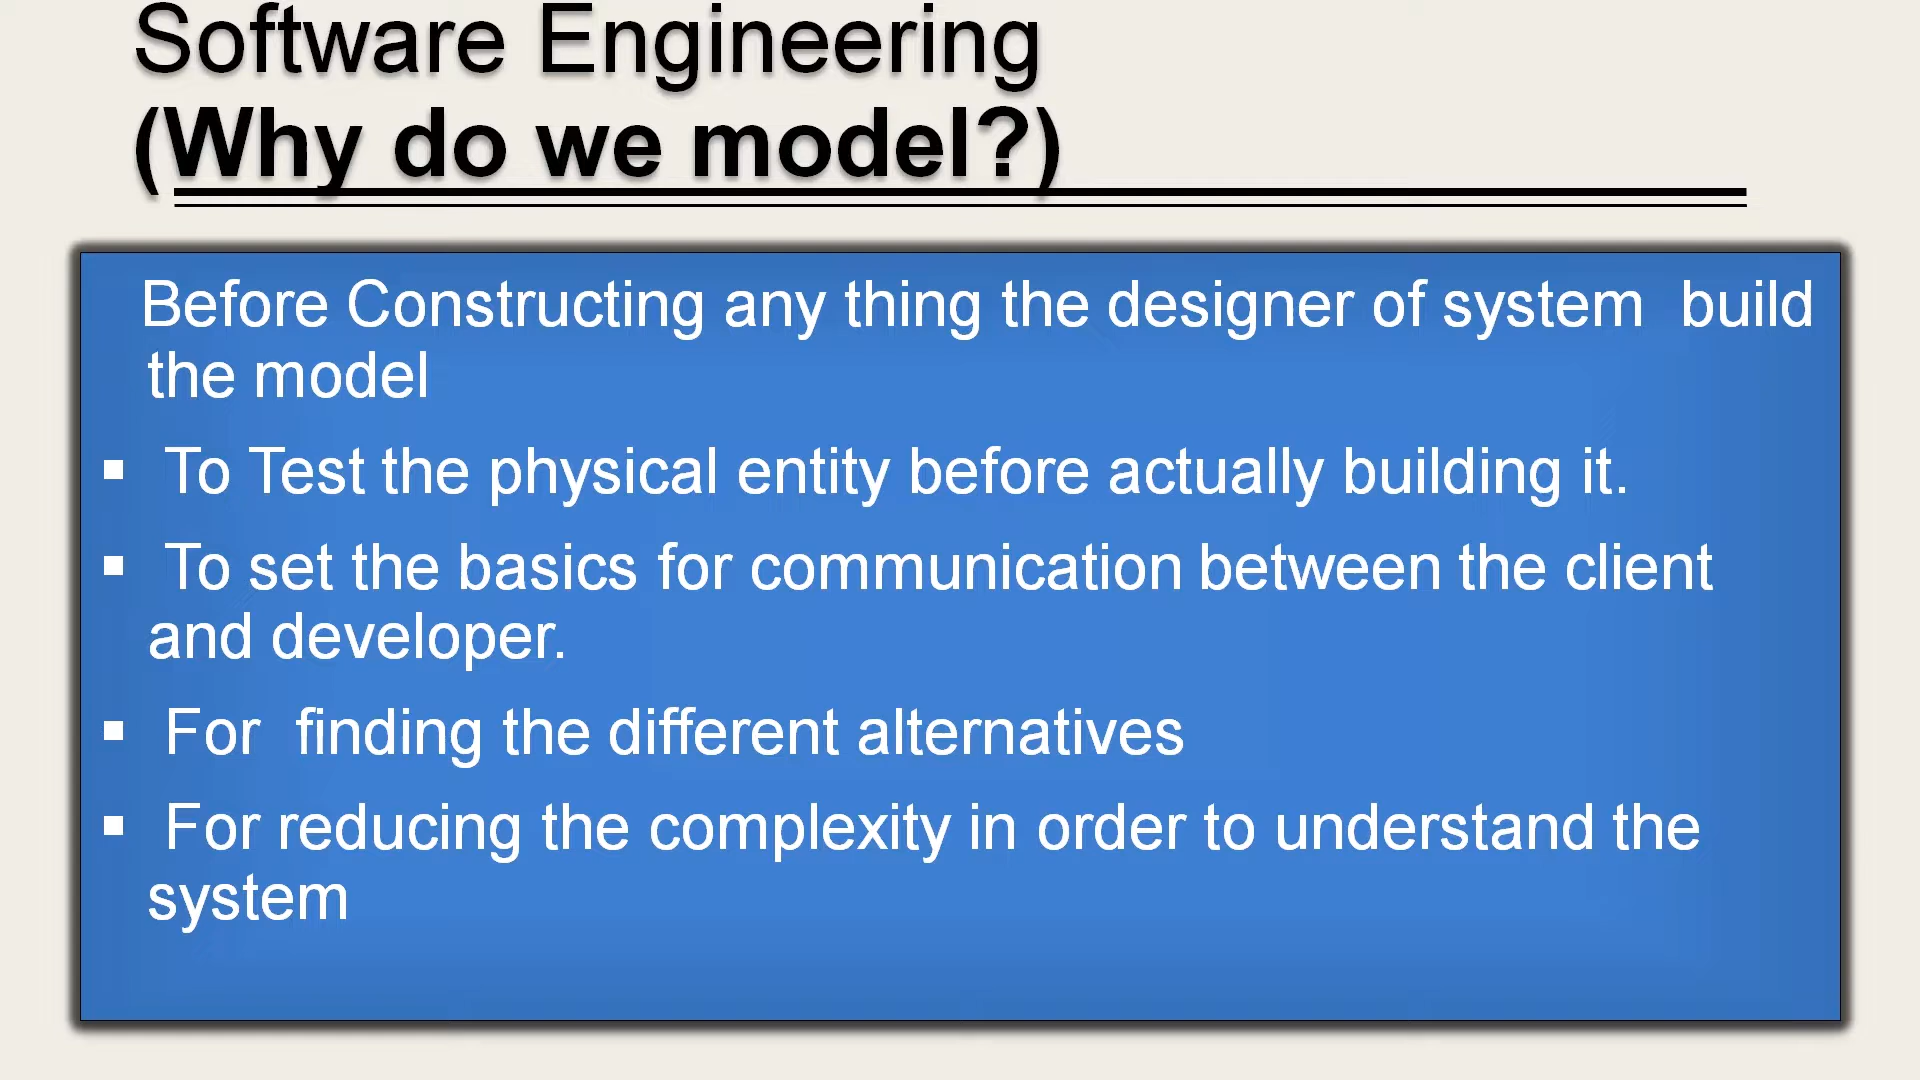 Software Engineering
(Why do we model?)
Before Constructing any thing the designer of system build
the model
▪ To Test the physical entity before actually building it.
▪ To set the basics for communication between the client
and developer.
▪ For finding the different alternatives
▪ For reducing the complexity in order to understand the
system